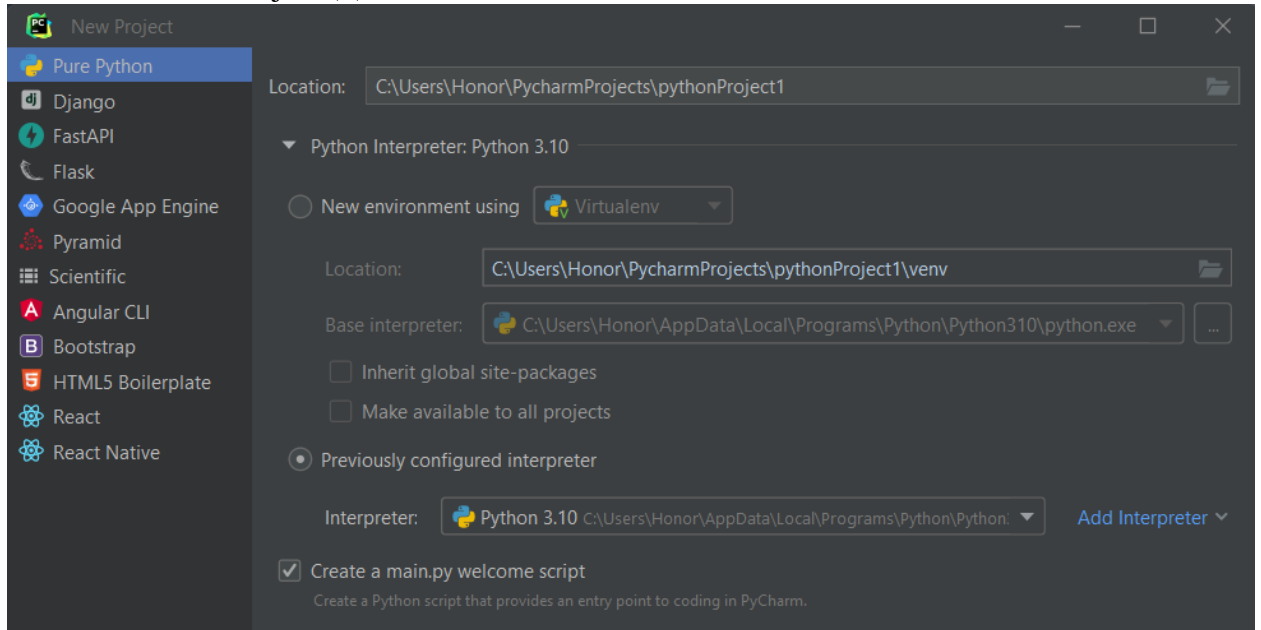 New Project
Pure Python
Django
FastAPI
Flask
Google App Engine
Pyramid
Scientific
Angular CLI
Bootstrap
HTML5 Boilerplate
React
React Native
Location: C:\Users\Honor\PycharmProjects\pythonProject1
Python Interpreter: Python 3.10
New environment using Virtualenv
Location: C:\Users\Honor\PycharmProjects\pythonProject1\venv
Base interpreter: C:\Users\Honor\AppData\Local\Programs\Python\Python310\python.exe ...
Inherit global site-packages
Make available to all projects
Previously configured interpreter
Interpreter: Python 3.10 C:\Users\Honor\AppData\Local\Programs\Python\Python: Add Interpreter
Create a main.py welcome script
Create a Python script that provides an entry point to coding in PyCharm.